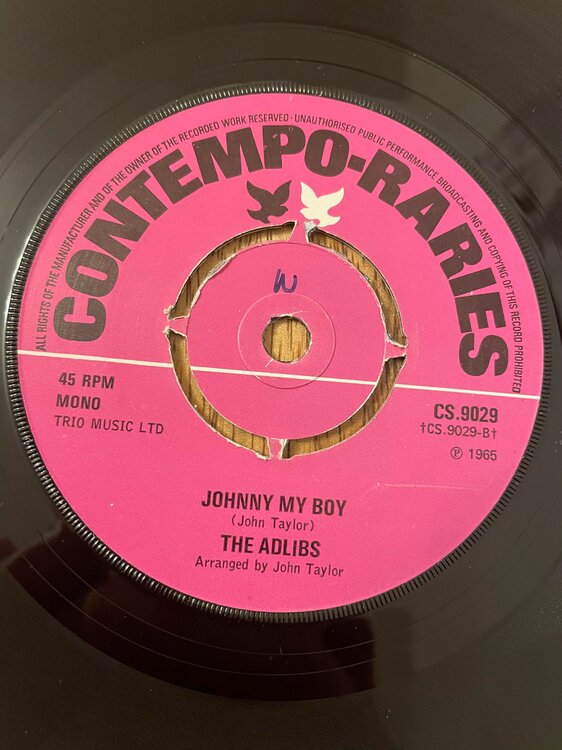 ALL RIGHTS OF THE MANUFACTURER AND OF THE OWNER OF THE RECORDED WORK RESERVED · UNAUTHORISED PUBLIC PERFORMANCE BROADCASTING AND COPYING OF THIS RECORD PROHIBITED
CONTEMPO-RARIES
W
45 RPM
MONO
TRIO MUSIC LTD
CS.9029
†CS.9029-B†
Ⓟ 1965
JOHNNY MY BOY
(John Taylor)
THE ADLIBS
Arranged by John Taylor